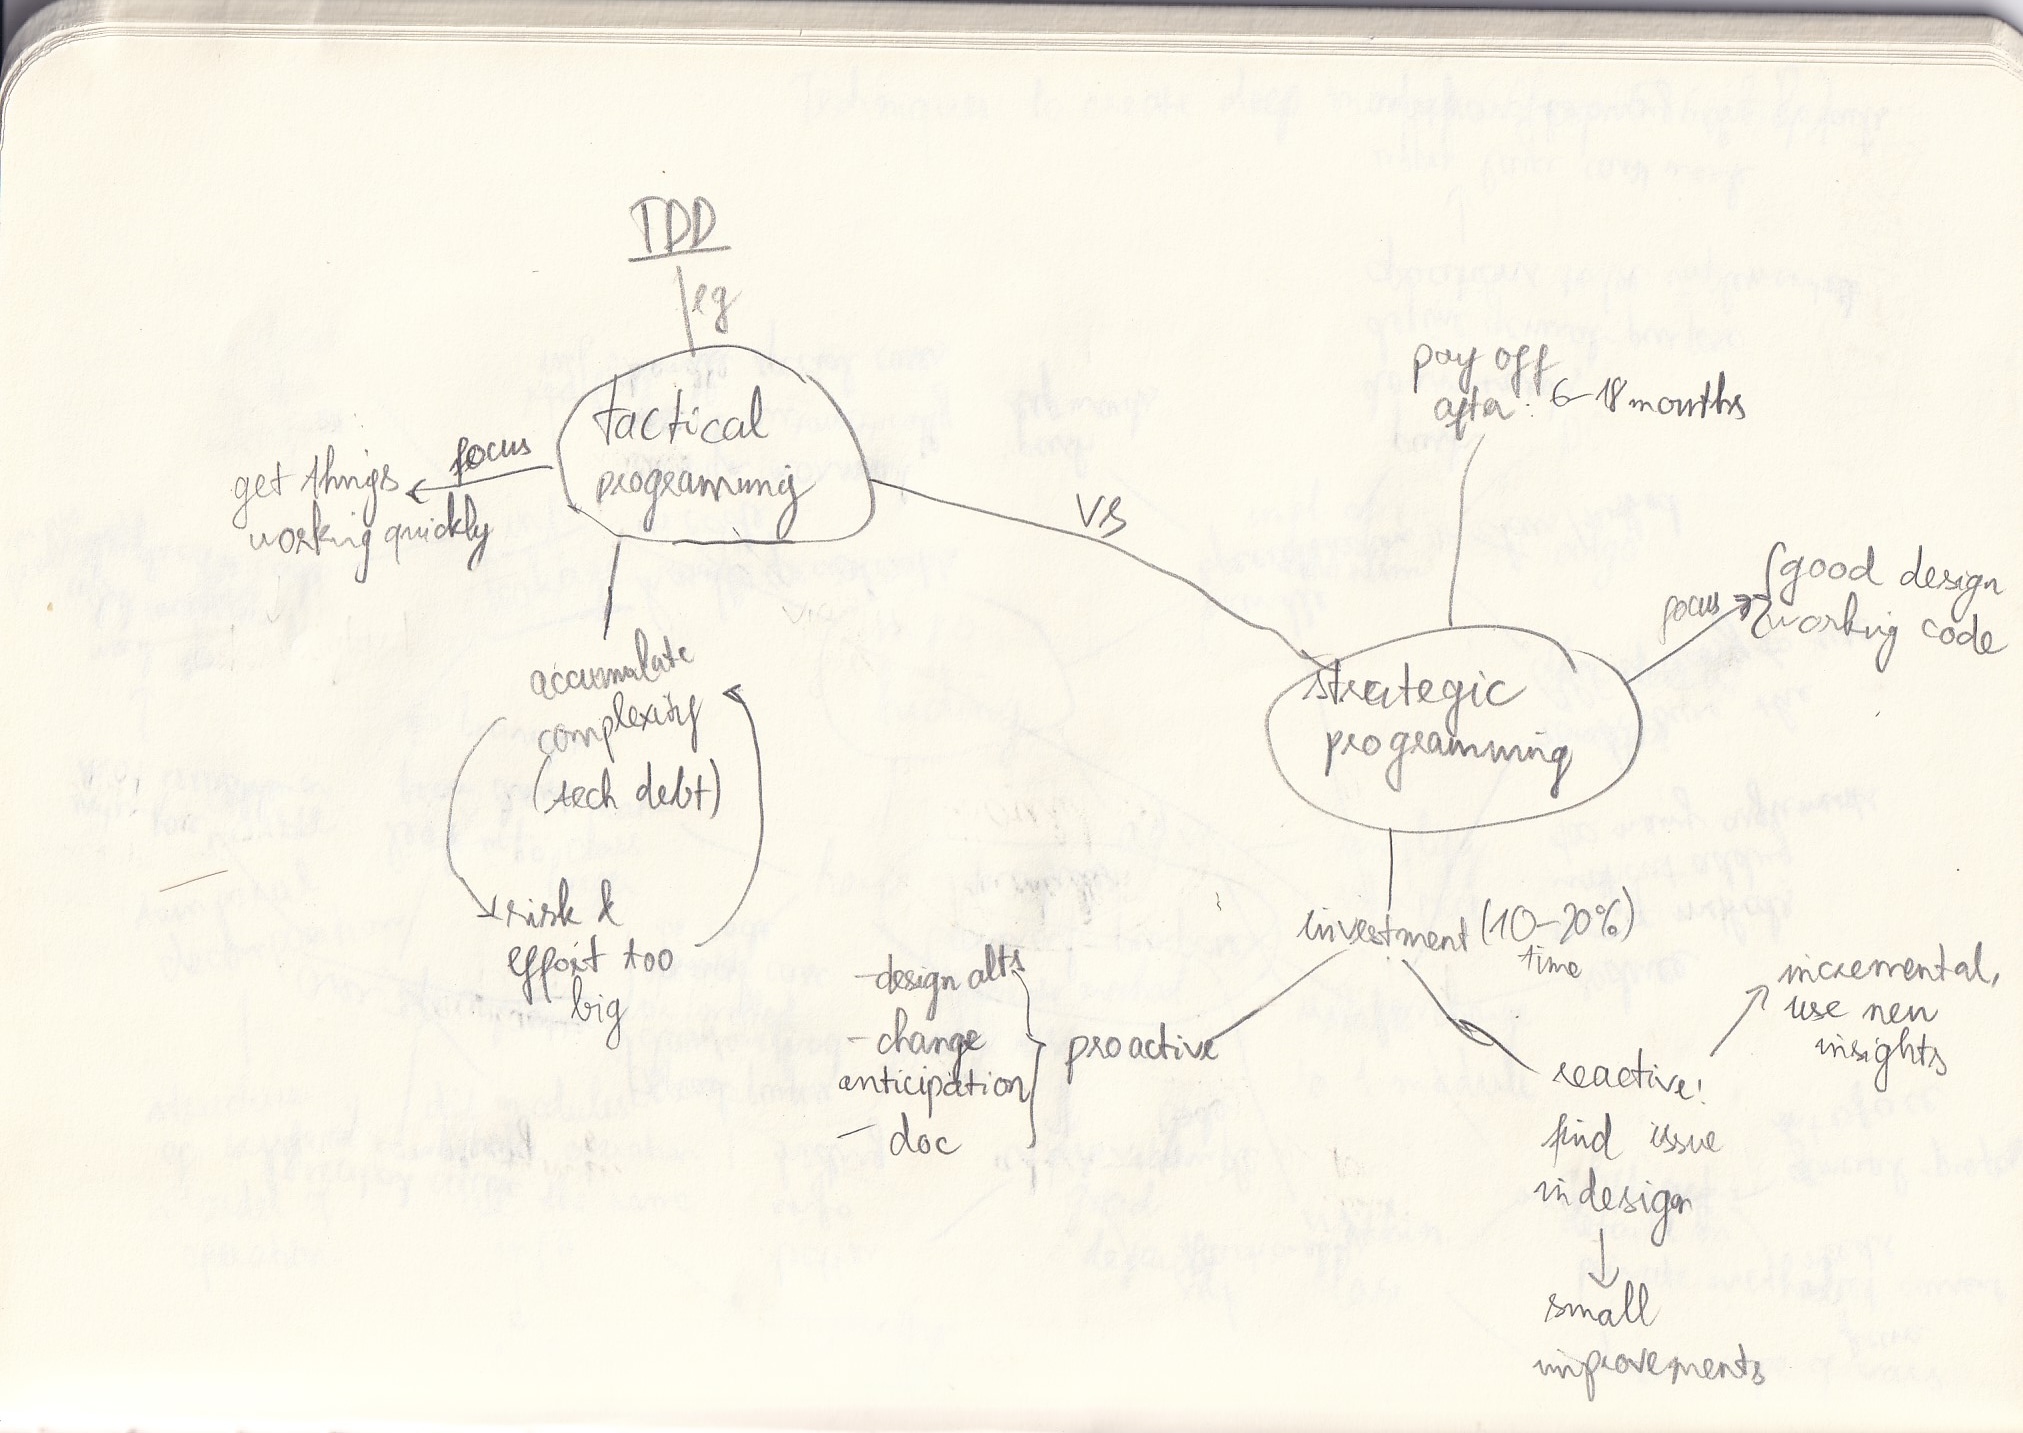 TDD
eg
tactical
programming
focus
get things
working quickly
accumulate
complexity
(tech debt)
risk &
effort too
big
vs
pay off
after: 6-18 months
strategic
programming
focus
good design
working code
investment (10-20%)
time
proactive
- design alts
- change
anticipation
- doc
reactive!
find issue
in design
small
improvements
incremental,
use new
insights